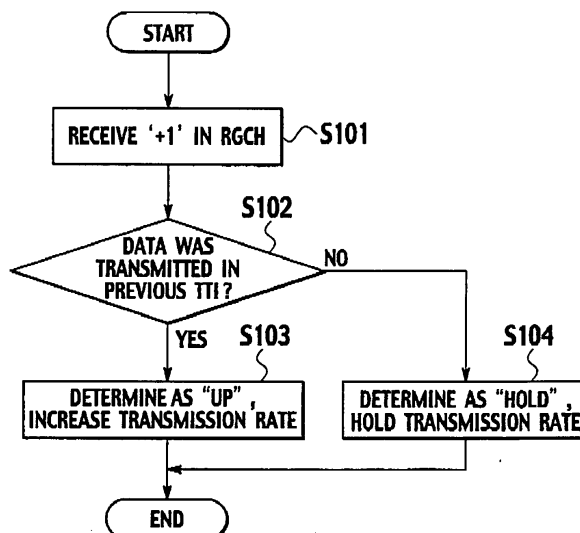 START
RECEIVE '+1' IN RGCH
S101
S102
DATA WAS
TRANSMITTED IN
PREVIOUS TTI?
NO
YES
S103
DETERMINE AS "UP",
INCREASE TRANSMISSION RATE
S104
DETERMINE AS "HOLD",
HOLD TRANSMISSION RATE
END